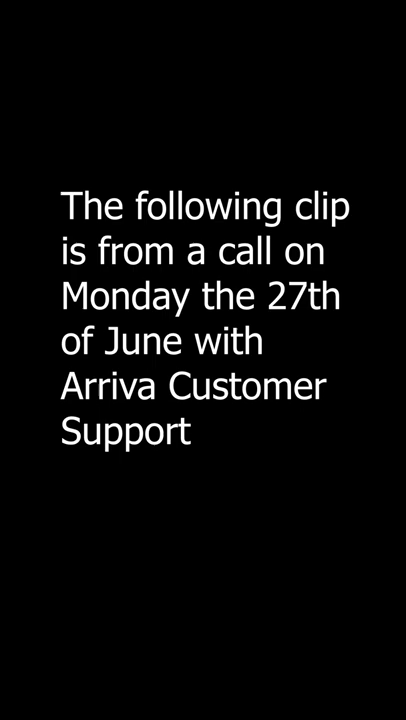 The following clip
is from a call on
Monday the 27th
of June with
Arriva Customer
Support